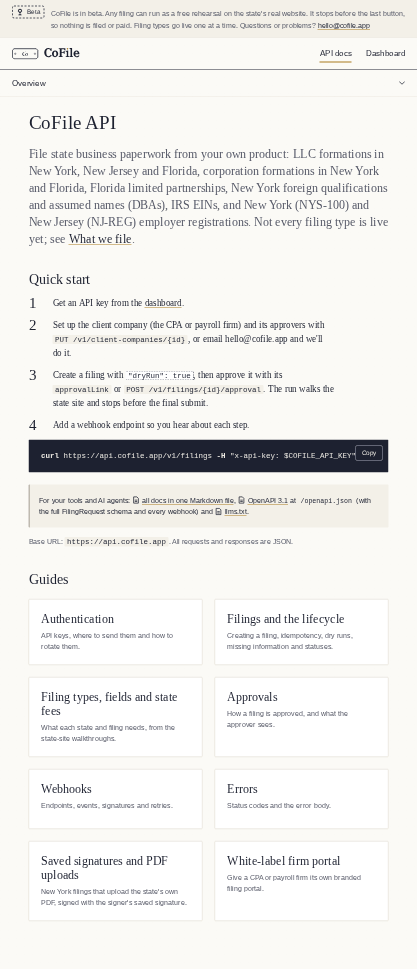 Beta
CoFile is in beta. Any filing can run as a free rehearsal on the state's real website. It stops before the last button,
so nothing is filed or paid. Filing types go live one at a time. Questions or problems? hello@cofile.app
Co
CoFile
API docs
Dashboard
Overview
CoFile API
File state business paperwork from your own product: LLC formations in
New York, New Jersey and Florida, corporation formations in New York
and Florida, Florida limited partnerships, New York foreign qualifications
and assumed names (DBAs), IRS EINs, and New York (NYS-100) and
New Jersey (NJ-REG) employer registrations. Not every filing type is live
yet; see What we file.
Quick start
1 Get an API key from the dashboard.
2 Set up the client company (the CPA or payroll firm) and its approvers with
PUT /v1/client-companies/{id}, or email hello@cofile.app and we'll
do it.
3 Create a filing with "dryRun": true, then approve it with its
approvalLink or POST /v1/filings/{id}/approval. The run walks the
state site and stops before the final submit.
4 Add a webhook endpoint so you hear about each step.
curl https://api.cofile.app/v1/filings -H "x-api-key: $COFILE_API_KEY"
Copy
For your tools and AI agents: all docs in one Markdown file, OpenAPI 3.1 at /openapi.json (with
the full FilingRequest schema and every webhook) and llms.txt.
Base URL: https://api.cofile.app. All requests and responses are JSON.
Guides
Authentication
API keys, where to send them and how to
rotate them.
Filings and the lifecycle
Creating a filing, idempotency, dry runs,
missing information and statuses.
Filing types, fields and state
fees
What each state and filing needs, from the
state-site walkthroughs.
Approvals
How a filing is approved, and what the
approver sees.
Webhooks
Endpoints, events, signatures and retries.
Errors
Status codes and the error body.
Saved signatures and PDF
uploads
New York filings that upload the state's own
PDF, signed with the signer's saved signature.
White-label firm portal
Give a CPA or payroll firm its own branded
filing portal.